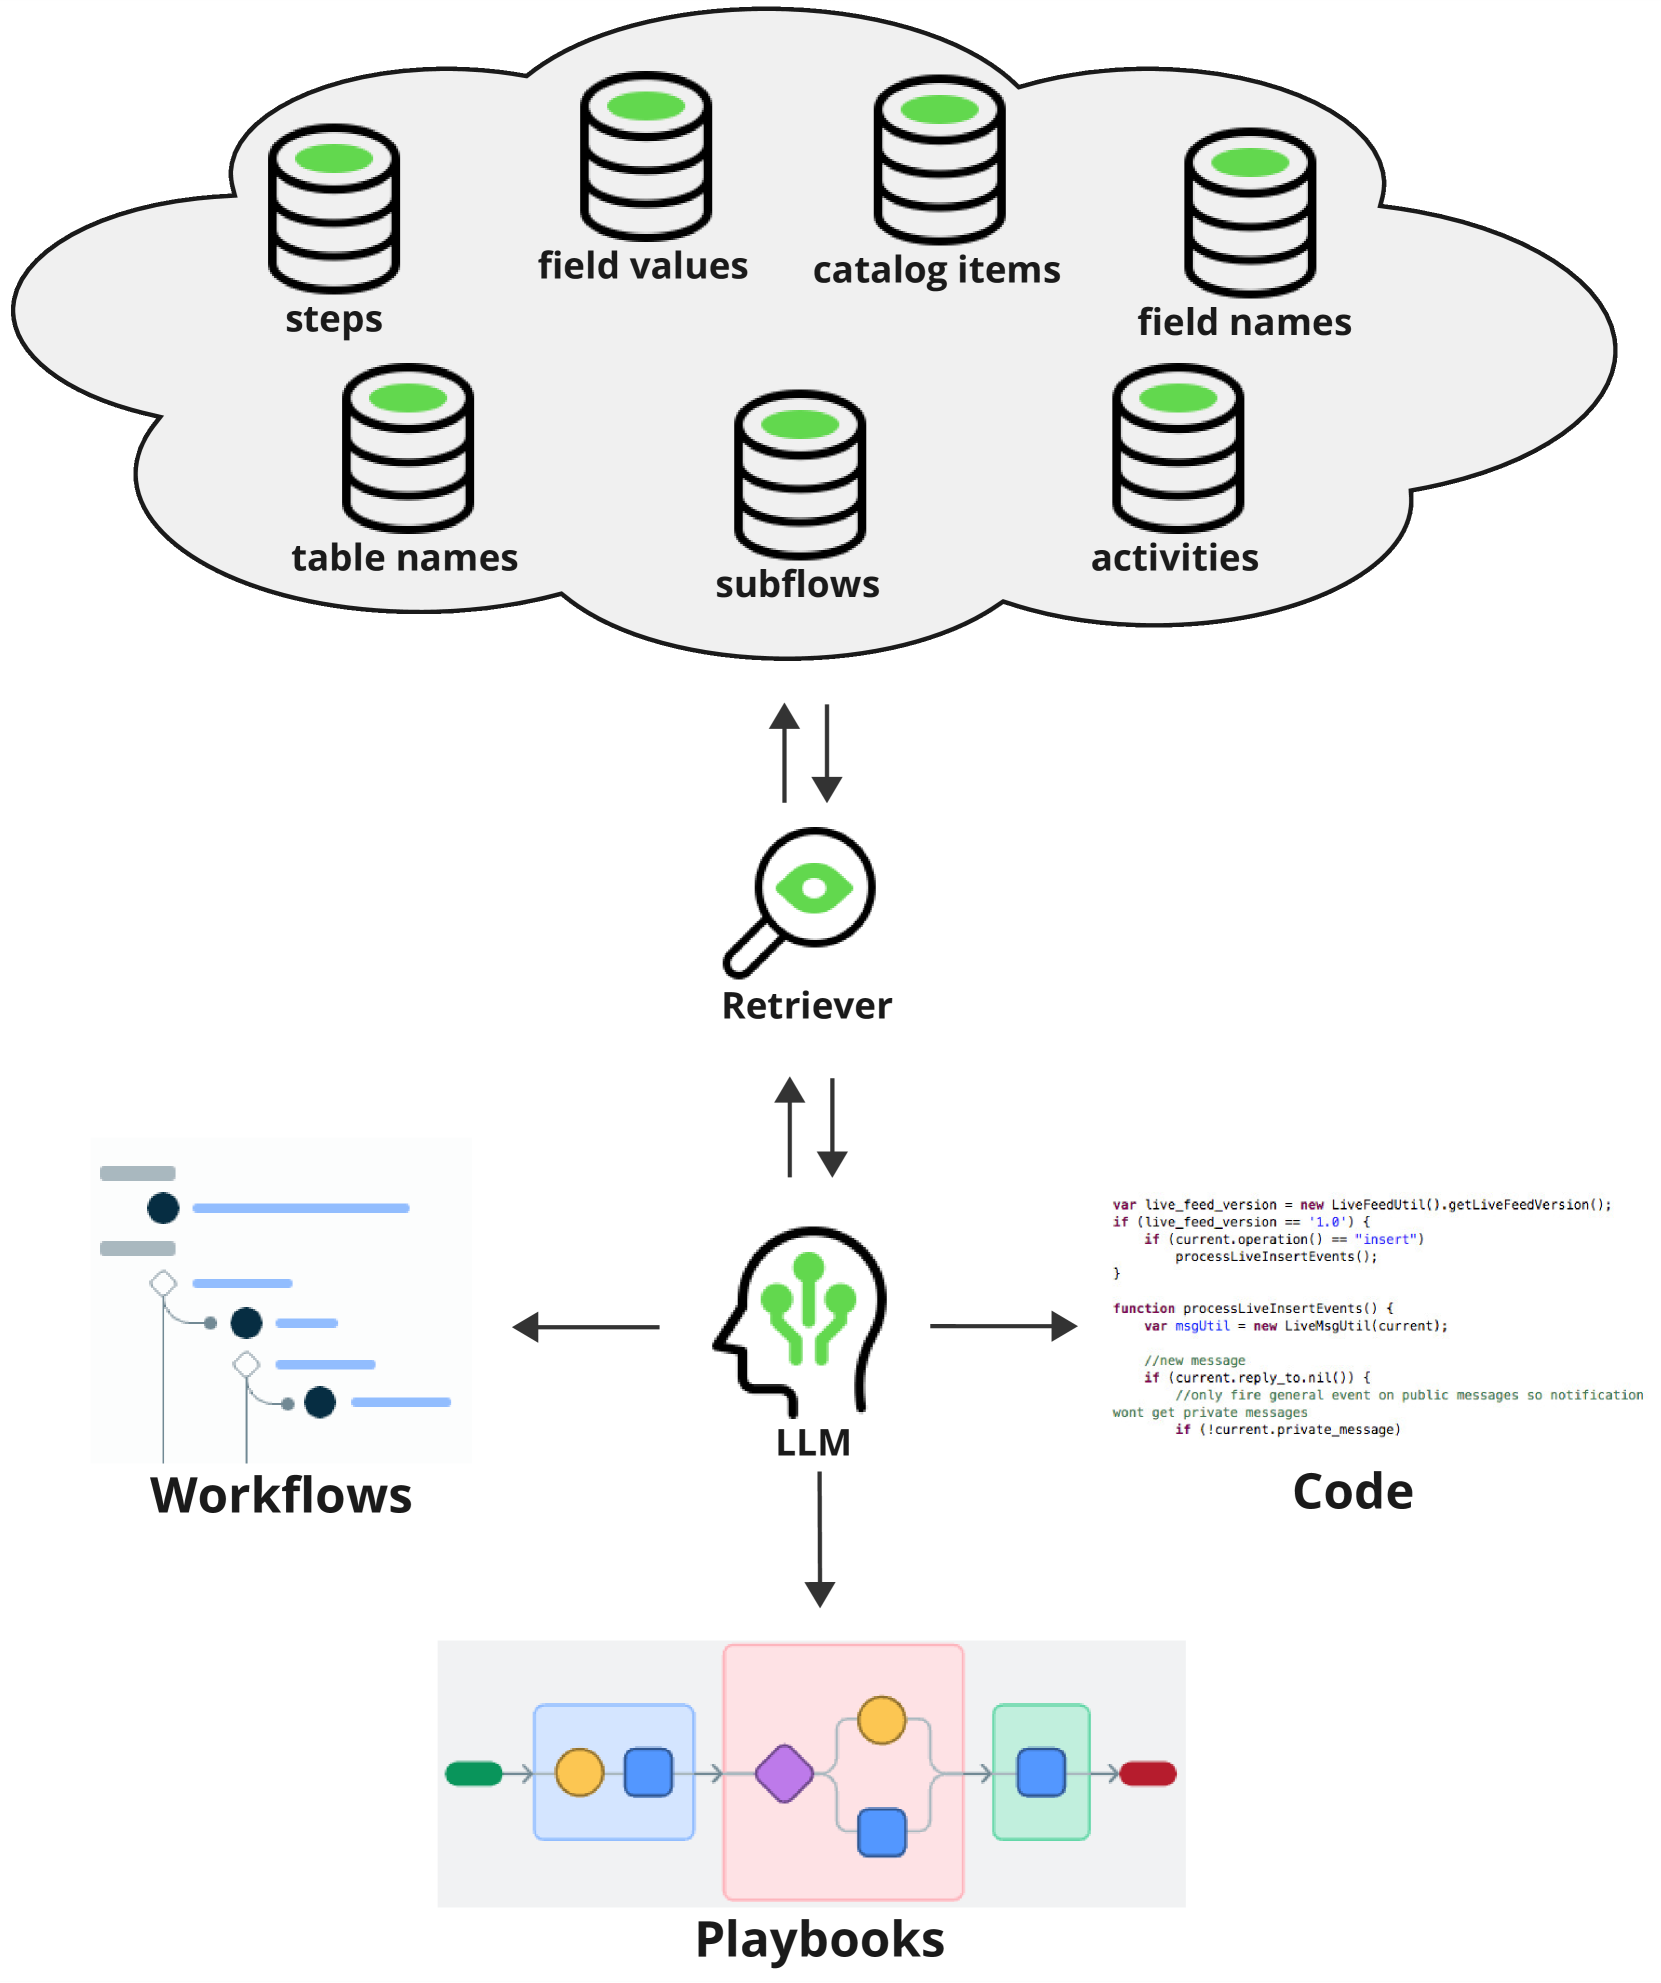 field values
catalog items
steps
field names
table names
subflows
activities
Retriever
var live_feed_version = new LiveFeedUtil().getLiveFeedVersion();
if (live_feed_version == '1.0') {
if (current.operation() == "insert")
processLiveInsertEvents();
}
function processLiveInsertEvents() {
var msgUtil = new LiveMsgUtil(current);
//new message
if (current.reply_to.nil()) {
//only fire general event on public messages so notification
wont get private messages
if (!current.private_message)
LLM
Workflows
Code
Playbooks